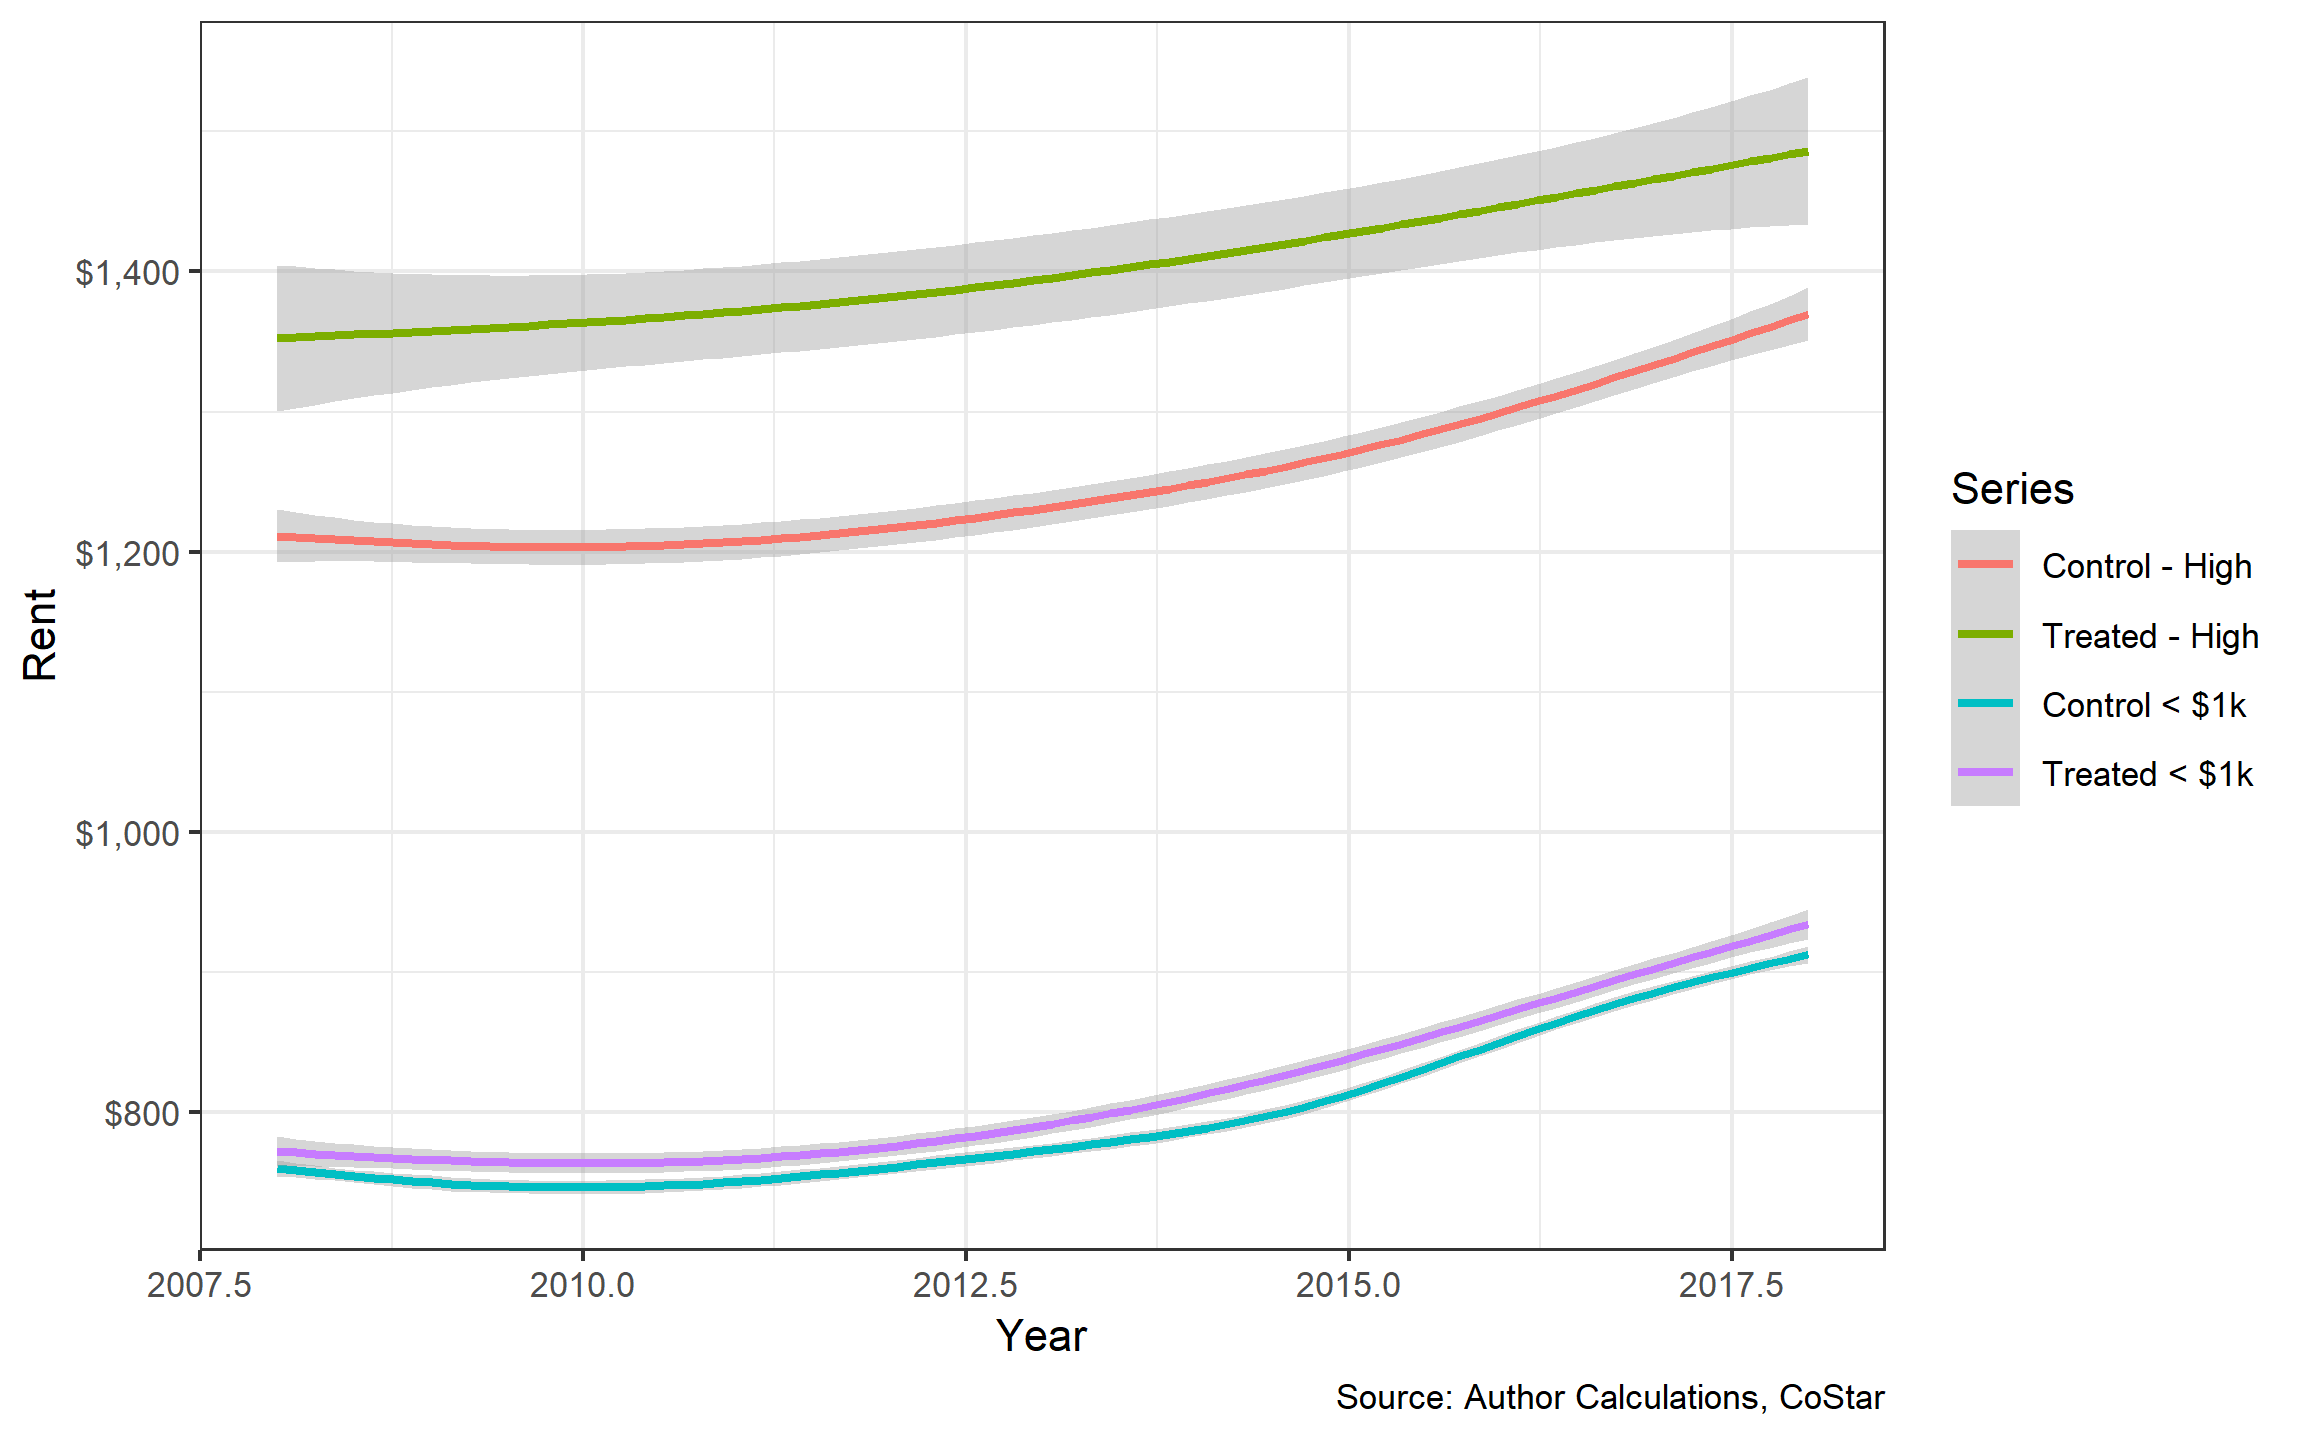 $1,400
$1,200
$1,000
$800
Rent
2007.5 2010.0 2012.5 2015.0 2017.5
Year
Series
Control - High
Treated - High
Control < $1k
Treated < $1k
Source: Author Calculations, CoStar